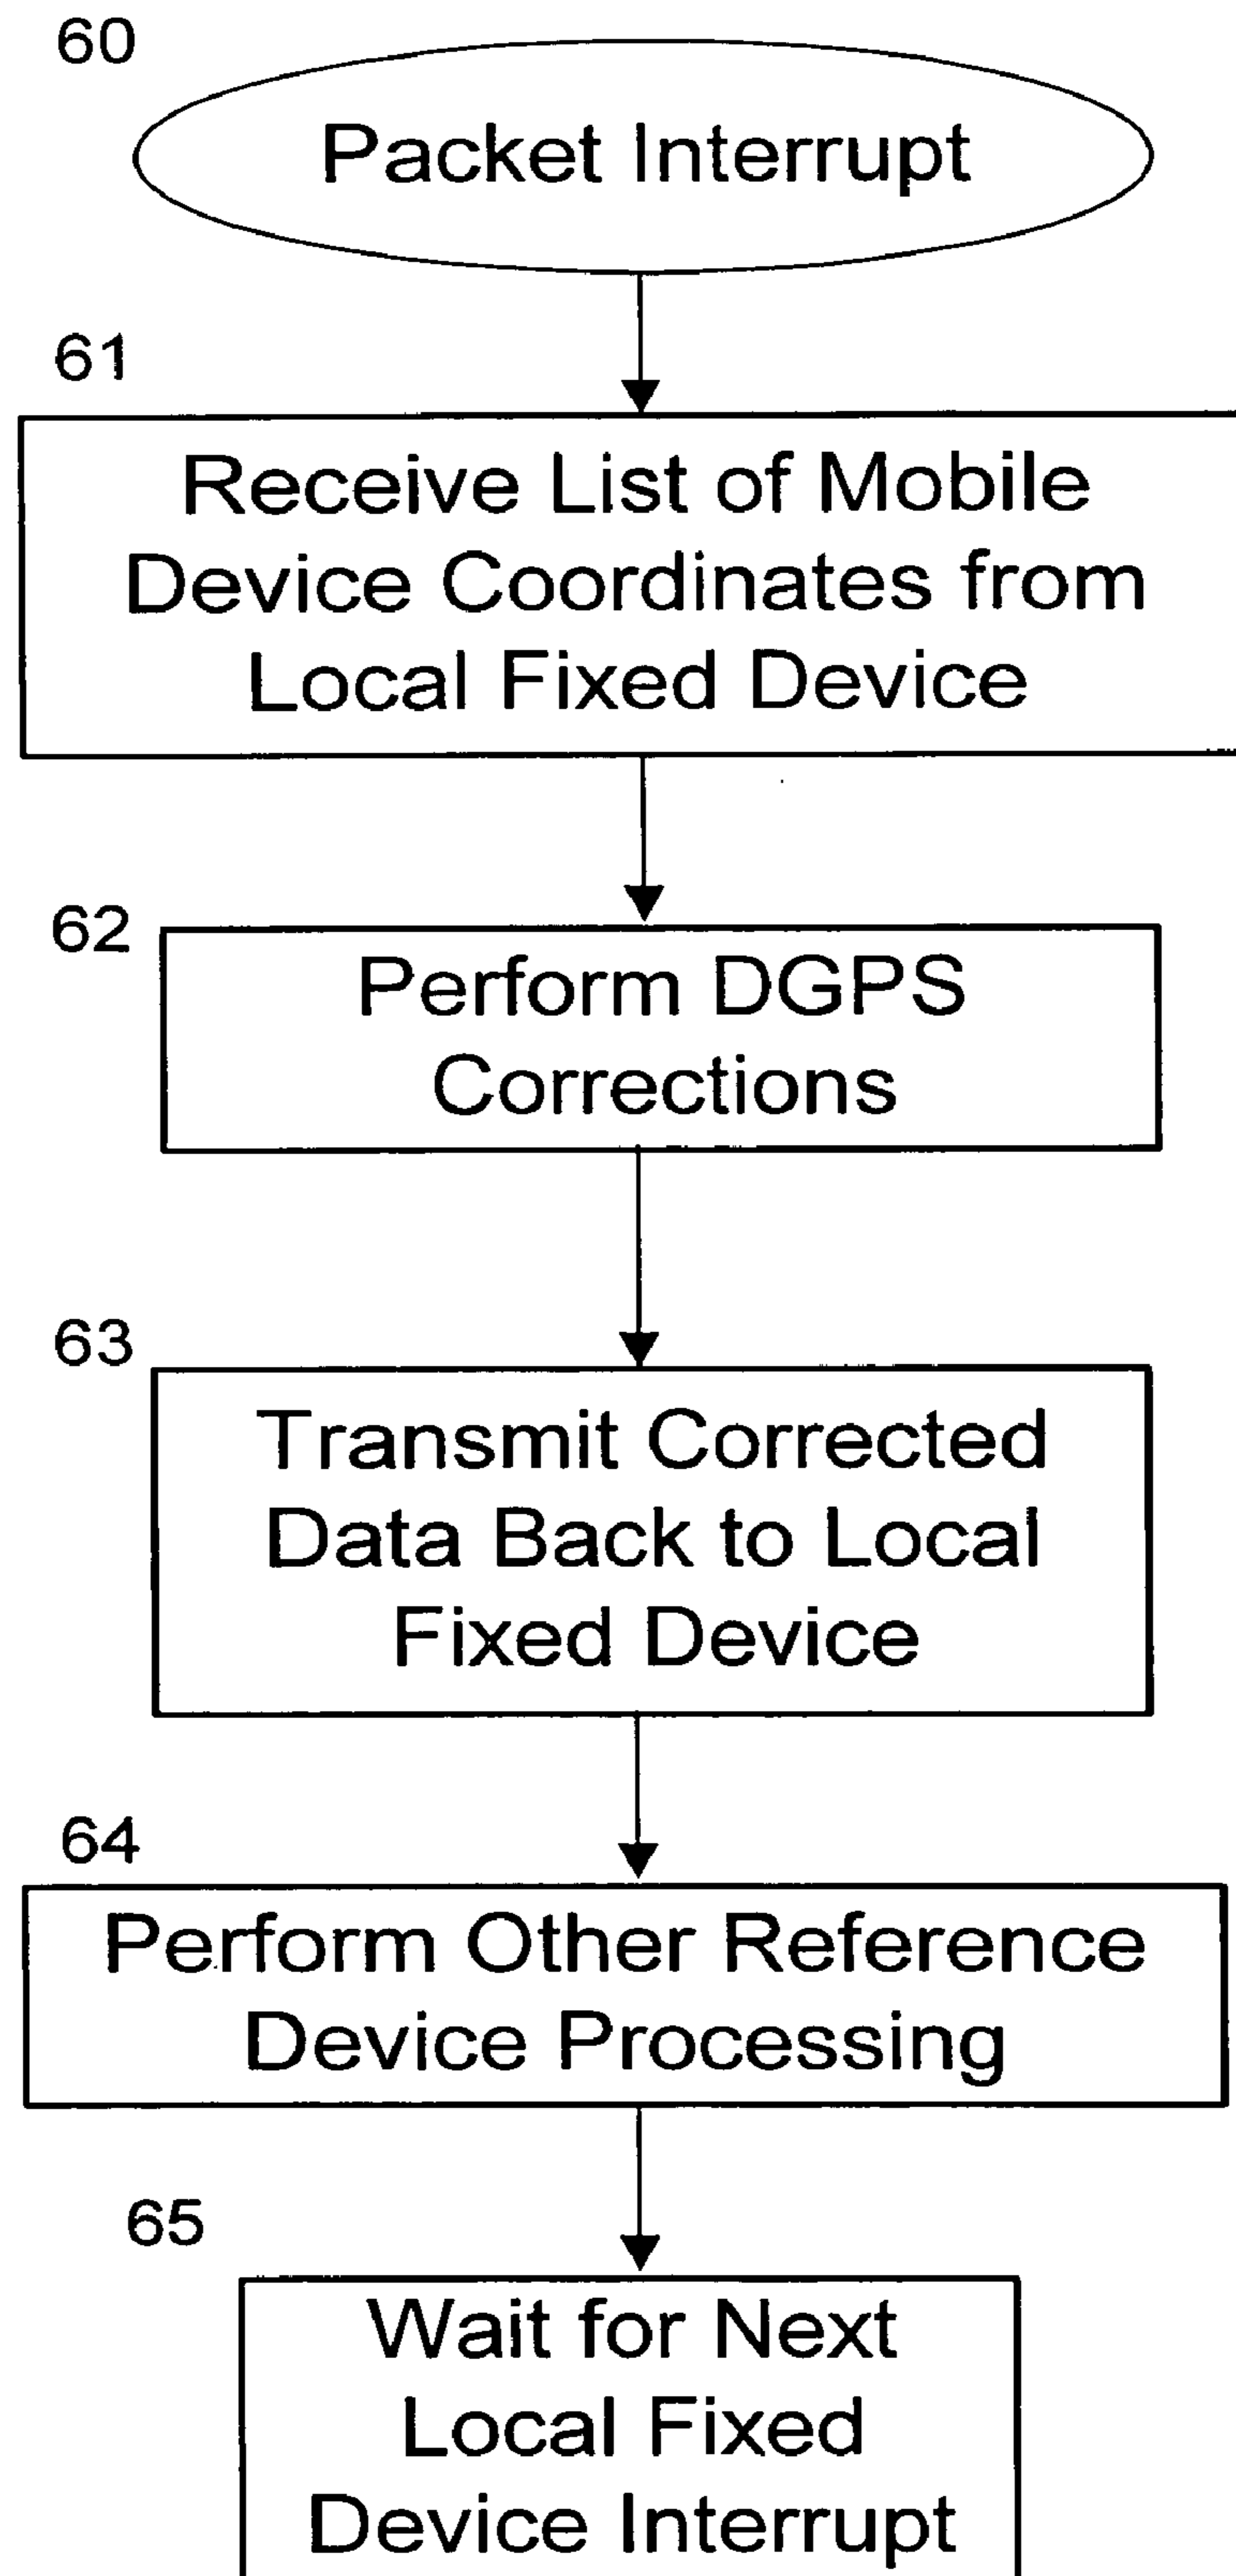 60
Packet Interrupt
61
Receive List of Mobile
Device Coordinates from
Local Fixed Device
62
Perform DGPS
Corrections
63
Transmit Corrected
Data Back to Local
Fixed Device
64
Perform Other Reference
Device Processing
65
Wait for Next
Local Fixed
Device Interrupt